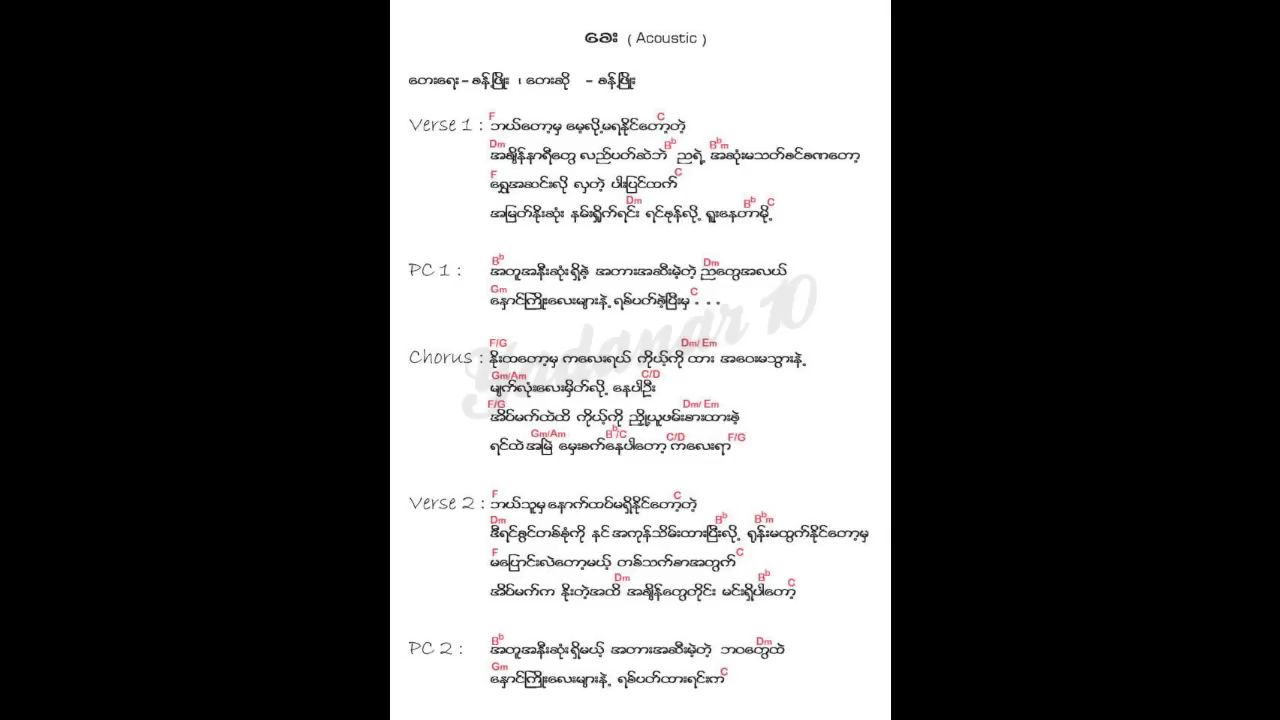 ခေး ( Acoustic )
တေးရေး - ခန့်ဖြိုး ၊ တေးဆို - ခန့်ဖြိုး
F C
Verse 1 : ဘယ်တော့မှ မေ့လို့မရနိုင်တော့တဲ့
Dm Bb Bbm
အချိန်နာရီတွေ လည်ပတ်ဆဲဘဲ ညရဲ့ အဆုံးမသတ်ခင်ခဏတော့
F C
ရွှေအဆင်းလို လှတဲ့ ပါးပြင်ထက်
Dm Bb C
အမြတ်နိုးဆုံး နမ်းရှိုက်ရင်း ရင်ခုန်လို့ ရူးနေတာမို့
Bb Dm
PC 1 : အတူအနီးဆုံးရှိခဲ့ အတားအဆီးမဲ့တဲ့ ညတွေအလယ်
Gm C
နှောင်ကြိုးလေးများနဲ့ ရစ်ပတ်ခဲ့ပြီးမှ . . .
Yadanar 10
F/G Dm/ Em
Chorus : နိုးထတော့မှ ကလေးရယ် ကိုယ့်ကို ထား အဝေးမသွားနဲ့
Gm/Am C/D
မျက်လုံးလေးမှိတ်လို့ နေပါဦး
F/G Dm/ Em
အိပ်မက်ထဲထိ ကိုယ့်ကို ညှို့ယူဖမ်းစားထားခဲ့
Gm/Am Bb/C C/D F/G
ရင်ထဲအမြဲ မွှေးခက်နေပါတော့ ကလေးရာ
F C
Verse 2 : ဘယ်သူမှနောက်ထပ်မရှိနိုင်တော့တဲ့
Dm Bb Bbm
ဒီရင်ခွင်တစ်ခုံကို နင်အကုန်သိမ်းထားပြီးလို့ ရုန်းမထွက်နိုင်တော့မှ
F C
မပြောင်းလဲတော့မယ့် တစ်သက်စာအတွက်
Dm Bb C
အိပ်မက်က နိုးတဲ့အထိ အချိန်တွေတိုင်း မင်းရှိပါတော့
Bb Dm
PC 2 : အတူအနီးဆုံးရှိမယ့် အတားအဆီးမဲ့တဲ့ ဘဝတွေထဲ
Gm C
နှောင်ကြိုးလေးများနဲ့ ရစ်ပတ်ထားရင်းက